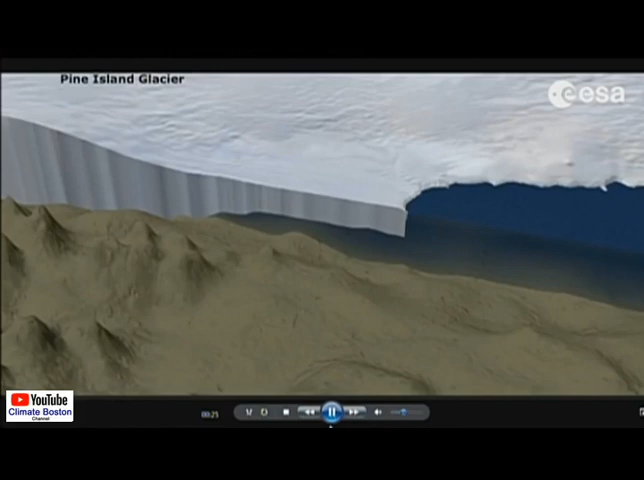 Pine Island Glacier
esa
YouTube
Climate Boston
Channel
00:25